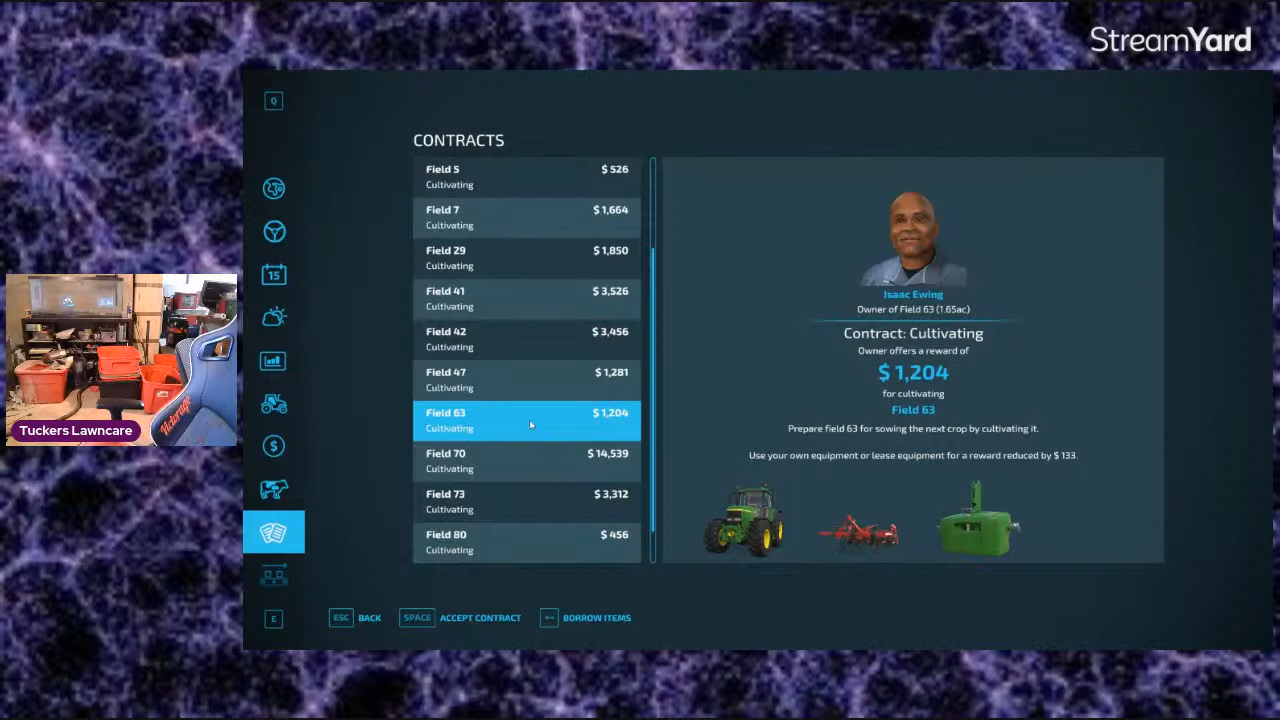 StreamYard
Q
CONTRACTS
Field 5 $ 526
Cultivating
Field 7 $ 1,664
Cultivating
Field 29 $ 1,850
Cultivating
Field 41 $ 3,526
Cultivating
Field 42 $ 3,456
Cultivating
Field 47 $ 1,281
Cultivating
Field 63 $ 1,204
Cultivating
Field 70 $ 14,539
Cultivating
Field 73 $ 3,312
Cultivating
Field 80 $ 456
Cultivating
Isaac Ewing
Owner of Field 63 (1.65ac)
Contract: Cultivating
Owner offers a reward of
$ 1,204
for cultivating
Field 63
Prepare field 63 for sowing the next crop by cultivating it.
Use your own equipment or lease equipment for a reward reduced by $ 133.
15
$
E
ESC BACK SPACE ACCEPT CONTRACT BORROW ITEMS
Tuckers Lawncare